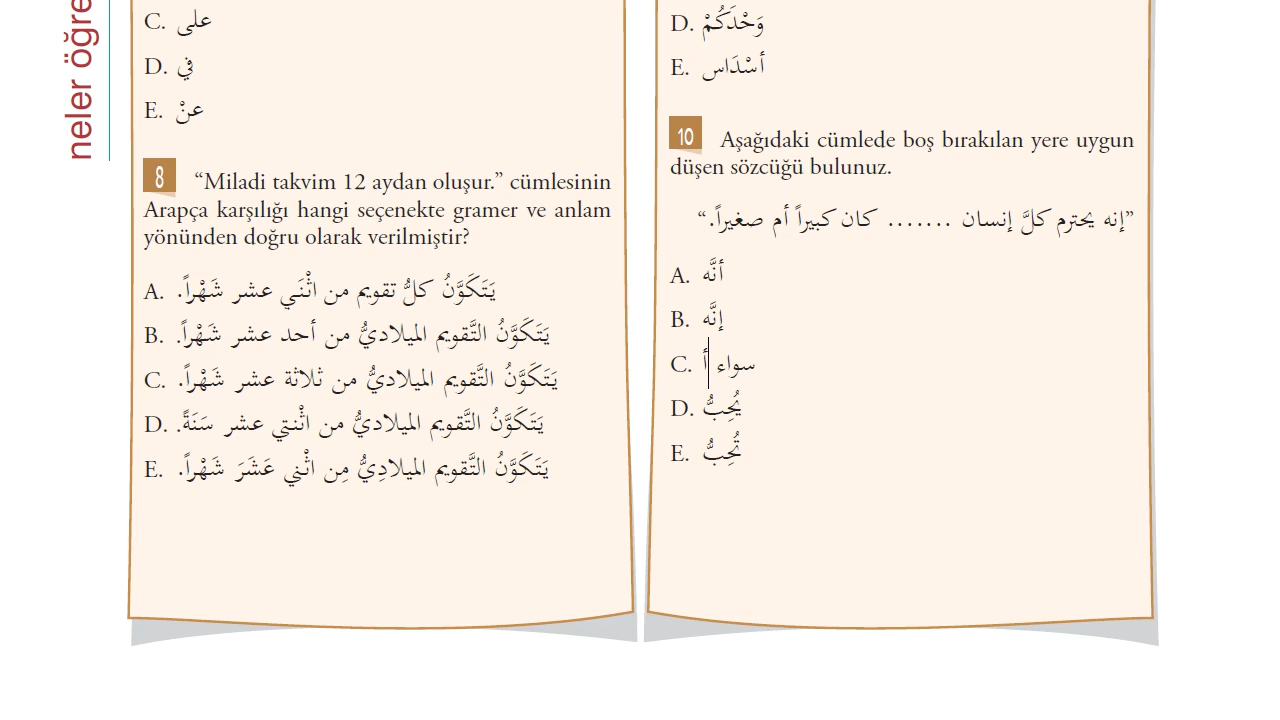 neler öğre
C. على
D. في
E. عنْ
8 “Miladi takvim 12 aydan oluşur.” cümlesinin
Arapça karşılığı hangi seçenekte gramer ve anlam
yönünden doğru olarak verilmiştir?
A. يَتَكَوَّنُ كلُّ تقويم من اثْنَي عشر شَهْراً.
B. يَتَكَوَّنُ التَّقويم الميلاديُّ من أحد عشر شَهْراً.
C. يَتَكَوَّنُ التَّقويم الميلاديُّ من ثلاثة عشر شَهْراً.
D. يَتَكَوَّنُ التَّقويم الميلاديُّ من اثْنتي عشر سَنَةً.
E. يَتَكَوَّنُ التَّقويم الميلادِيُّ مِن اثْني عَشَرَ شَهْراً.
D. وَحْدَكُمْ
E. أسْدَاس
10 Aşağıdaki cümlede boş bırakılan yere uygun
düşen sözcüğü bulunuz.
”إنه يحترم كلَّ إنسان ....... كان كبيراً أم صغيراً.“
A. أنَّه
B. إنَّه
C. سواء أ
D. يُحِبُّ
E. تُحِبُّ